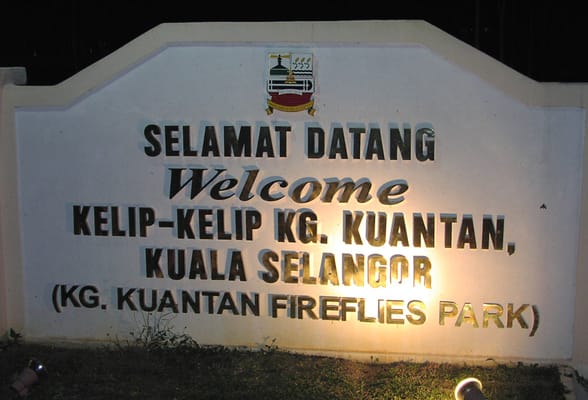 SELAMAT DATANG
Welcome
KELIP-KELIP KG. KUANTAN,
KUALA SELANGOR
(KG. KUANTAN FIREFLIES PARK)